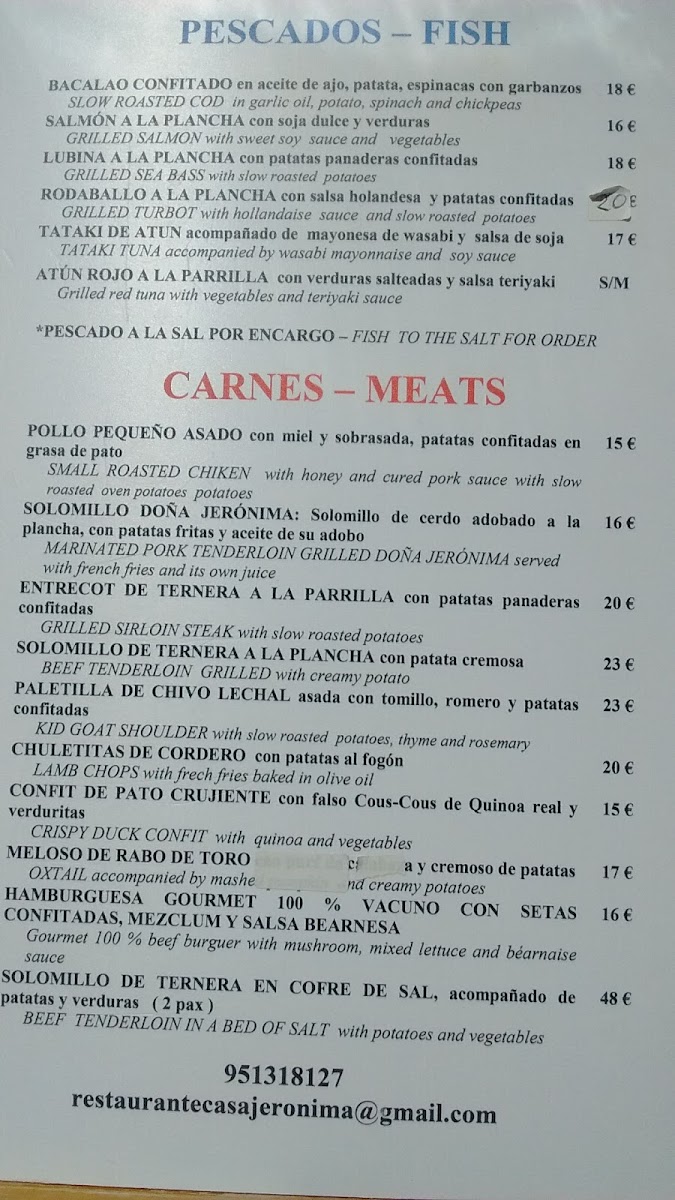 PESCADOS – FISH
BACALAO CONFITADO en aceite de ajo, patata, espinacas con garbanzos 18 €
SLOW ROASTED COD in garlic oil, potato, spinach and chickpeas
SALMÓN A LA PLANCHA con soja dulce y verduras 16 €
GRILLED SALMON with sweet soy sauce and vegetables
LUBINA A LA PLANCHA con patatas panaderas confitadas 18 €
GRILLED SEA BASS with slow roasted potatoes
RODABALLO A LA PLANCHA con salsa holandesa y patatas confitadas 20 €
GRILLED TURBOT with hollandaise sauce and slow roasted potatoes
TATAKI DE ATUN acompañado de mayonesa de wasabi y salsa de soja 17 €
TATAKI TUNA accompanied by wasabi mayonnaise and soy sauce
ATÚN ROJO A LA PARRILLA con verduras salteadas y salsa teriyaki S/M
Grilled red tuna with vegetables and teriyaki sauce
*PESCADO A LA SAL POR ENCARGO – FISH TO THE SALT FOR ORDER
CARNES – MEATS
POLLO PEQUEÑO ASADO con miel y sobrasada, patatas confitadas en 15 €
grasa de pato
SMALL ROASTED CHIKEN with honey and cured pork sauce with slow
roasted oven potatoes potatoes
SOLOMILLO DOÑA JERÓNIMA: Solomillo de cerdo adobado a la 16 €
plancha, con patatas fritas y aceite de su adobo
MARINATED PORK TENDERLOIN GRILLED DOÑA JERÓNIMA served
with french fries and its own juice
ENTRECOT DE TERNERA A LA PARRILLA con patatas panaderas 20 €
confitadas
GRILLED SIRLOIN STEAK with slow roasted potatoes
SOLOMILLO DE TERNERA A LA PLANCHA con patata cremosa 23 €
BEEF TENDERLOIN GRILLED with creamy potato
PALETILLA DE CHIVO LECHAL asada con tomillo, romero y patatas 23 €
confitadas
KID GOAT SHOULDER with slow roasted potatoes, thyme and rosemary
CHULETITAS DE CORDERO con patatas al fogón 20 €
LAMB CHOPS with frech fries baked in olive oil
CONFIT DE PATO CRUJIENTE con falso Cous-Cous de Quinoa real y 15 €
verduritas
CRISPY DUCK CONFIT with quinoa and vegetables
MELOSO DE RABO DE TORO a y cremoso de patatas 17 €
OXTAIL accompanied by mashe nd creamy potatoes
HAMBURGUESA GOURMET 100 % VACUNO CON SETAS 16 €
CONFITADAS, MEZCLUM Y SALSA BEARNESA
Gourmet 100 % beef burguer with mushroom, mixed lettuce and béarnaise
sauce
SOLOMILLO DE TERNERA EN COFRE DE SAL, acompañado de 48 €
patatas y verduras ( 2 pax )
BEEF TENDERLOIN IN A BED OF SALT with potatoes and vegetables
951318127
restaurantecasajeronima@gmail.com